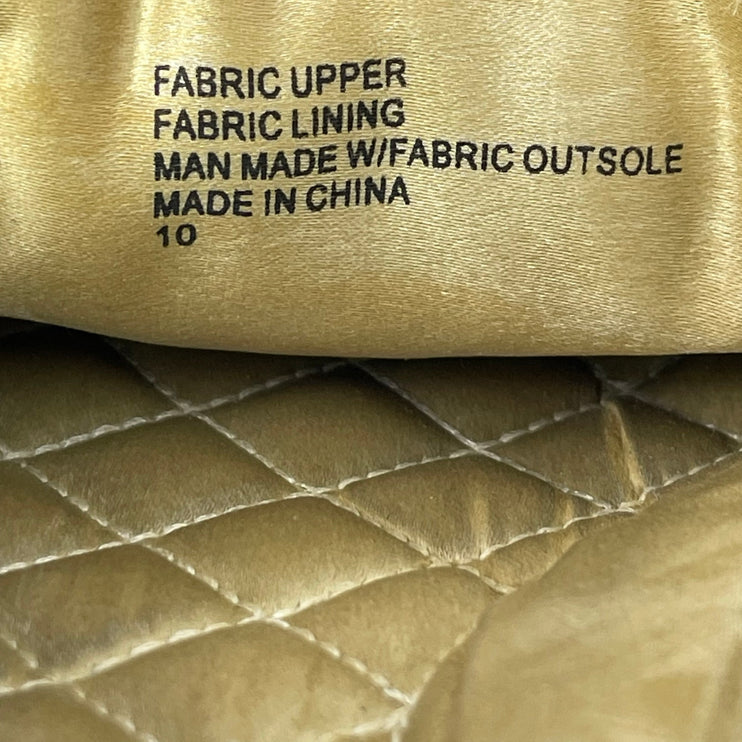 FABRIC UPPER
FABRIC LINING
MAN MADE W/FABRIC OUTSOLE
MADE IN CHINA
10